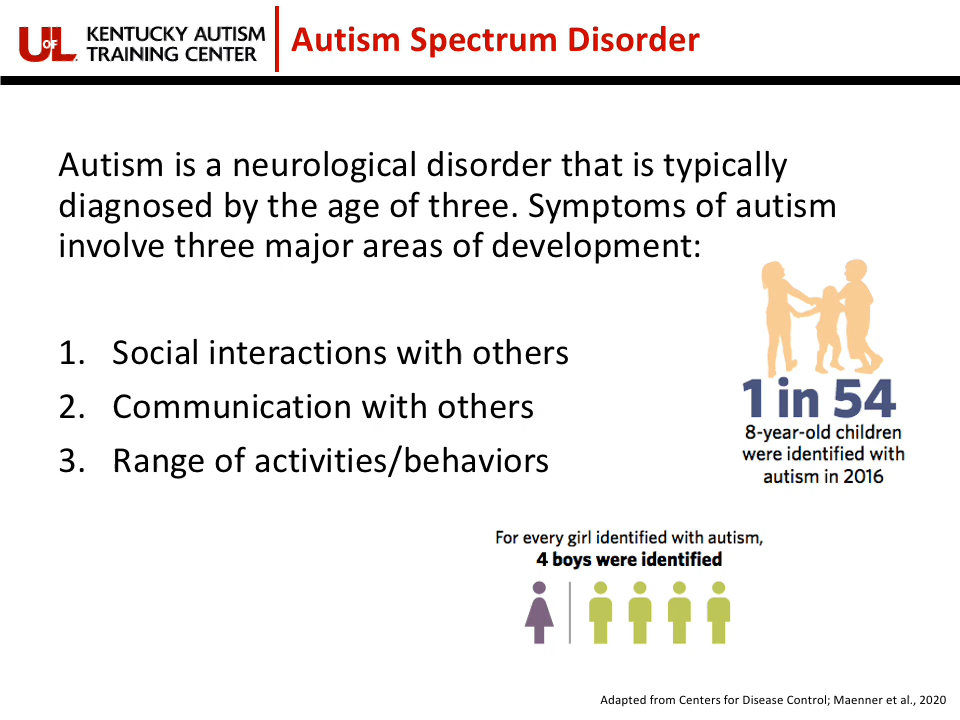 UofL KENTUCKY AUTISM
TRAINING CENTER
Autism Spectrum Disorder
Autism is a neurological disorder that is typically
diagnosed by the age of three. Symptoms of autism
involve three major areas of development:
1. Social interactions with others
2. Communication with others
3. Range of activities/behaviors
1 in 54
8-year-old children
were identified with
autism in 2016
For every girl identified with autism,
4 boys were identified
Adapted from Centers for Disease Control; Maenner et al., 2020